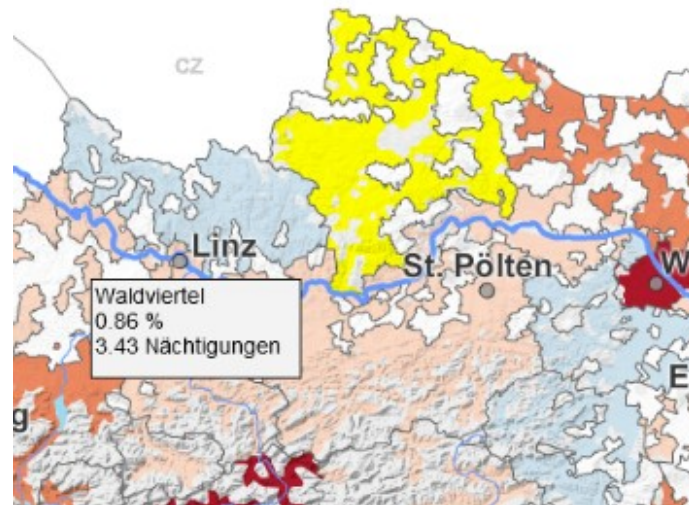 CZ
Linz
Waldviertel
0.86 %
3.43 Nächtigungen
St. Pölten
W
E
g